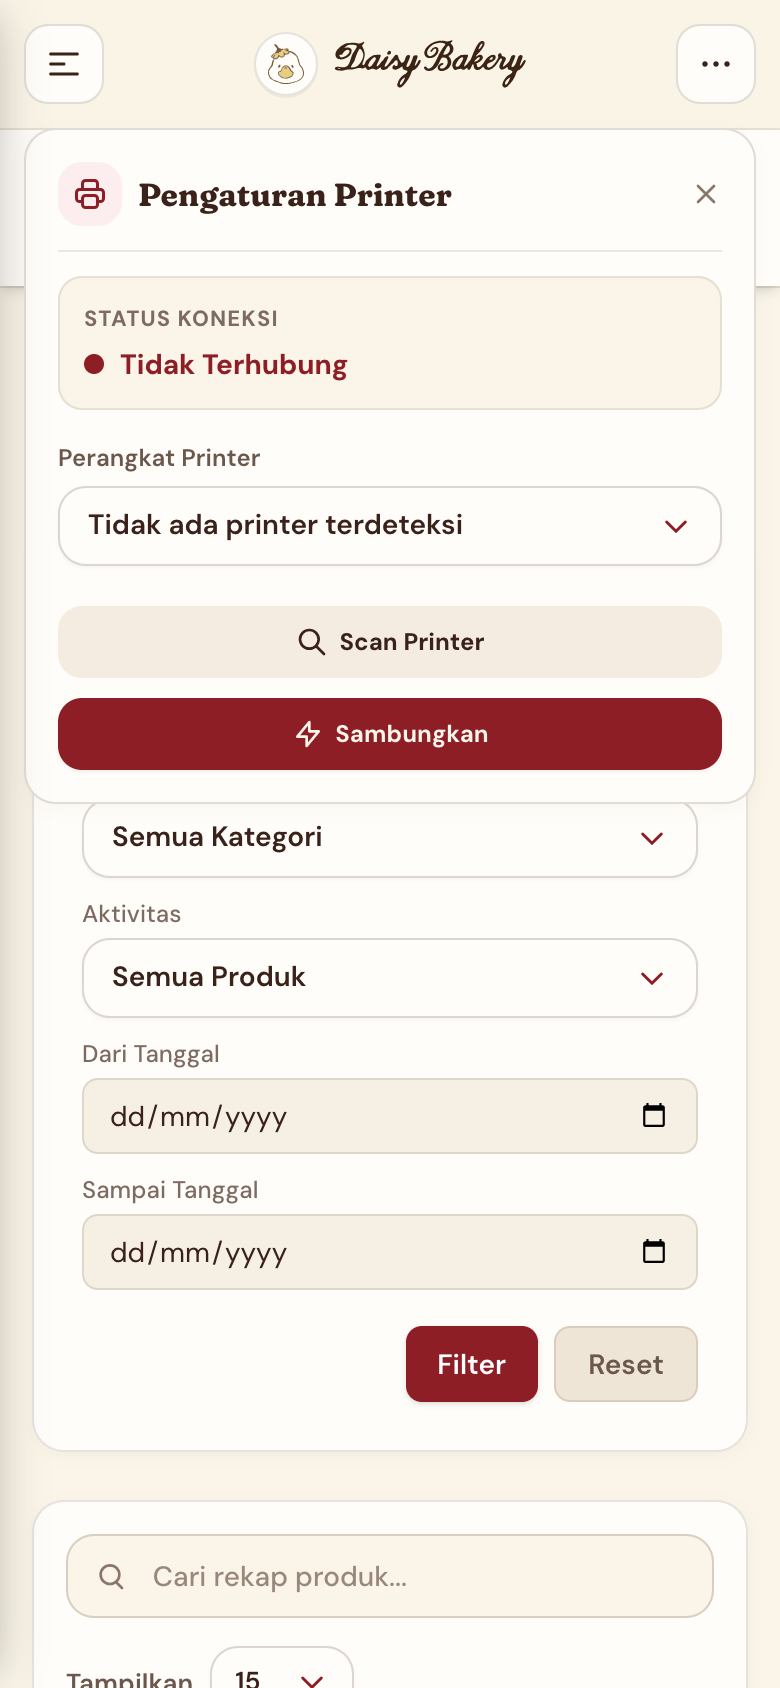 Daisy Bakery
Pengaturan Printer
STATUS KONEKSI
Tidak Terhubung
Perangkat Printer
Tidak ada printer terdeteksi
Scan Printer
Sambungkan
Semua Kategori
Aktivitas
Semua Produk
Dari Tanggal
dd/mm/yyyy
Sampai Tanggal
dd/mm/yyyy
Filter Reset
Cari rekap produk...
Tampilkan 15